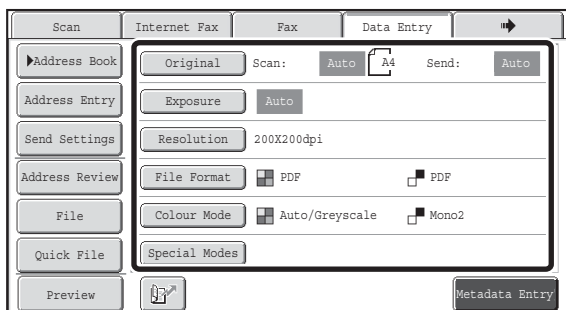 Scan Internet Fax Fax Data Entry
Address Book Original Scan: Auto A4 Send: Auto
Address Entry Exposure Auto
Send Settings Resolution 200X200dpi
Address Review File Format PDF PDF
File Colour Mode Auto/Greyscale Mono2
Quick File Special Modes
Preview Metadata Entry